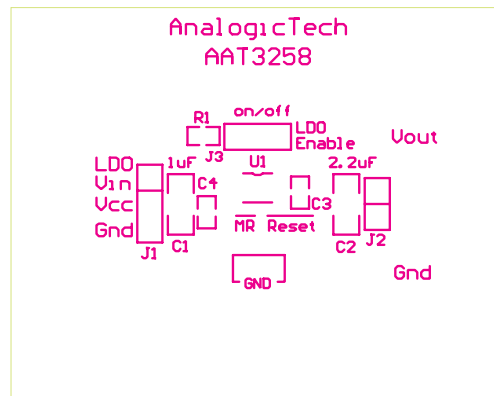 AnalogicTech
AAT3258
on/off
R1
LDO
Enable
J3
Vout
LDO
1uF
U1
2.2uF
Vin
C4
Vcc
C3
Gnd
MR
Reset
J1
C1
C2
J2
Gnd
GND